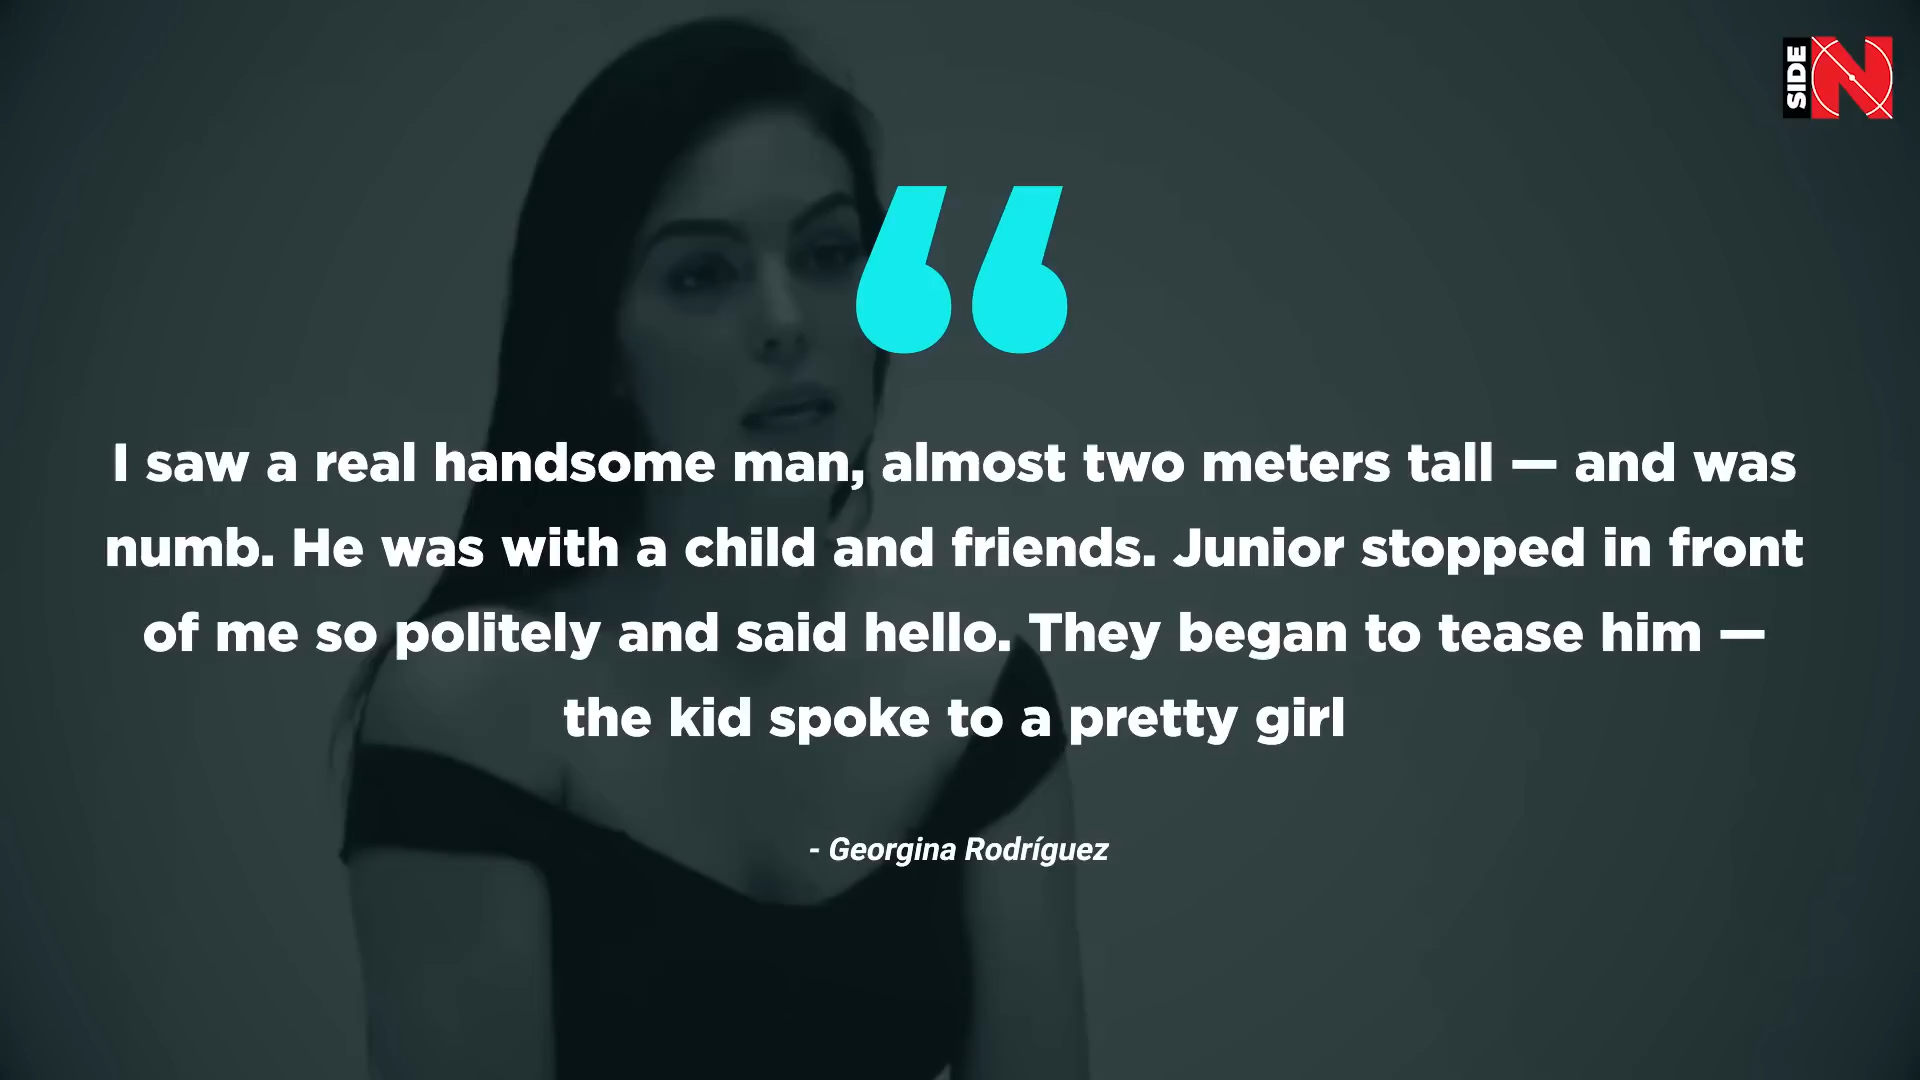 SIDE N
“
I saw a real handsome man, almost two meters tall — and was
numb. He was with a child and friends. Junior stopped in front
of me so politely and said hello. They began to tease him —
the kid spoke to a pretty girl
- Georgina Rodríguez